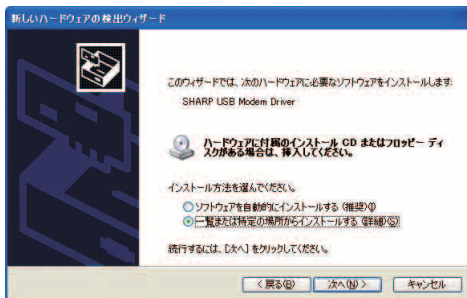 新しいハードウェアの検出ウィザード
このウィザードでは、次のハードウェアに必要なソフトウェアをインストールします:
SHARP USB Modem Driver
ハードウェアに付属のインストール CD またはフロッピー ディ
スクがある場合は、挿入してください。
インストール方法を選んでください。
ソフトウェアを自動的にインストールする (推奨)(I)
一覧または特定の場所からインストールする (詳細)(S)
続行するには、[次へ] をクリックしてください。
< 戻る(B)
次へ(N) >
キャンセル